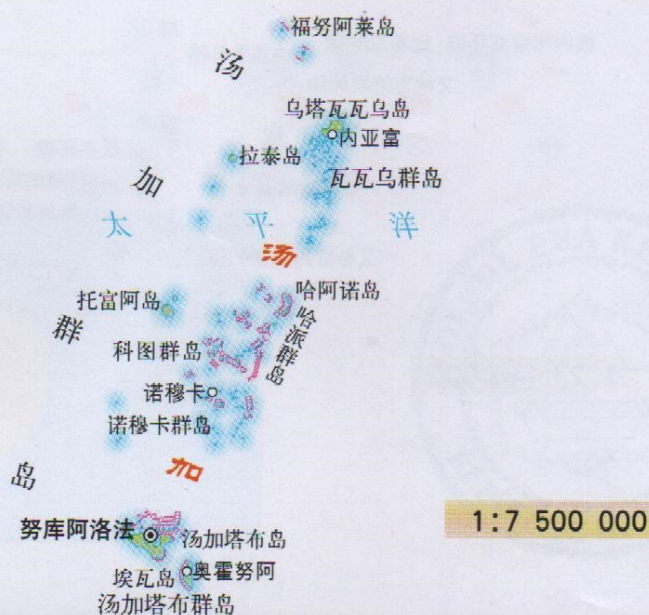 福努阿莱岛
汤加群岛
乌塔瓦瓦乌岛
内亚富
拉泰岛
瓦瓦乌群岛
太平洋
汤加
哈阿诺岛
托富阿岛
哈派群岛
科图群岛
诺穆卡
诺穆卡群岛
努库阿洛法
汤加塔布岛
1:7 500 000
埃瓦岛
奥霍努阿
汤加塔布群岛